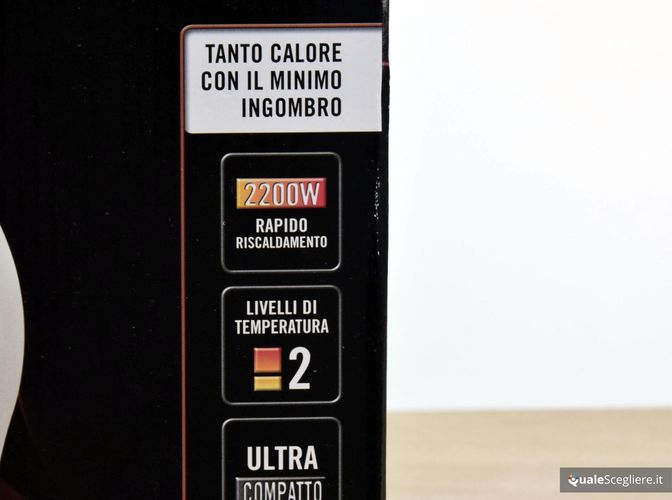 TANTO CALORE
CON IL MINIMO
INGOMBRO
2200W
RAPIDO
RISCALDAMENTO
LIVELLI DI
TEMPERATURA
2
ULTRA
COMPATTO
QualeScegliere.it